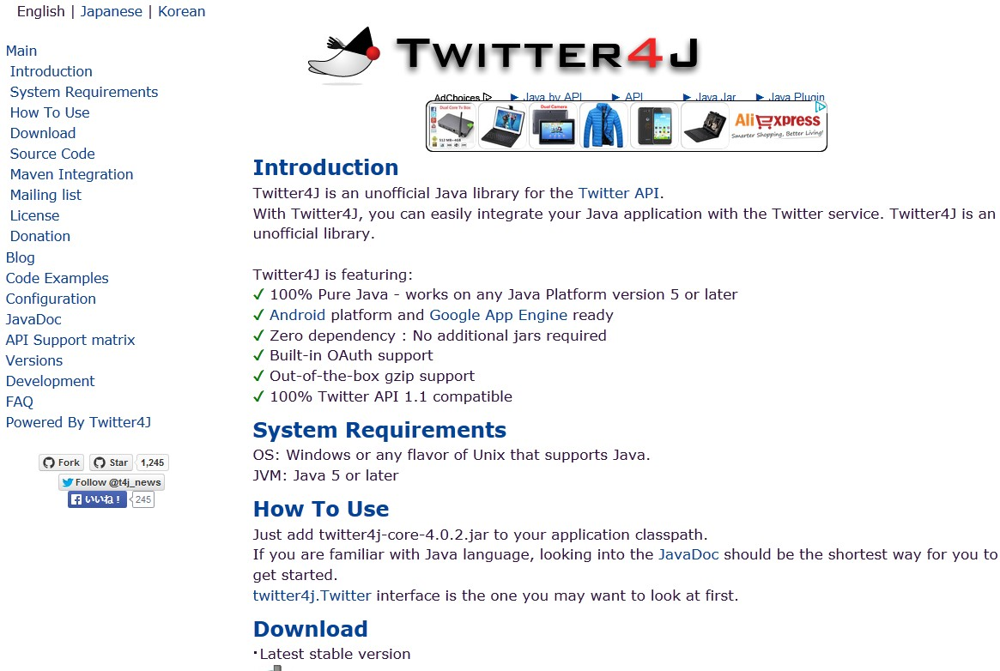 English | Japanese | Korean
Main
Introduction
System Requirements
How To Use
Download
Source Code
Maven Integration
Mailing list
License
Donation
Blog
Code Examples
Configuration
JavaDoc
API Support matrix
Versions
Development
FAQ
Powered By Twitter4J
Fork Star 1,245
Follow @t4j_news
いいね！ 245
TWITTER4J
AdChoices Java by API API Java Jar Java Plugin
Dual Core Tv Box
Dual Camera
AliExpress
Smarter Shopping, Better Living!
Introduction
Twitter4J is an unofficial Java library for the Twitter API.
With Twitter4J, you can easily integrate your Java application with the Twitter service. Twitter4J is an
unofficial library.
Twitter4J is featuring:
✓ 100% Pure Java - works on any Java Platform version 5 or later
✓ Android platform and Google App Engine ready
✓ Zero dependency : No additional jars required
✓ Built-in OAuth support
✓ Out-of-the-box gzip support
✓ 100% Twitter API 1.1 compatible
System Requirements
OS: Windows or any flavor of Unix that supports Java.
JVM: Java 5 or later
How To Use
Just add twitter4j-core-4.0.2.jar to your application classpath.
If you are familiar with Java language, looking into the JavaDoc should be the shortest way for you to
get started.
twitter4j.Twitter interface is the one you may want to look at first.
Download
・Latest stable version